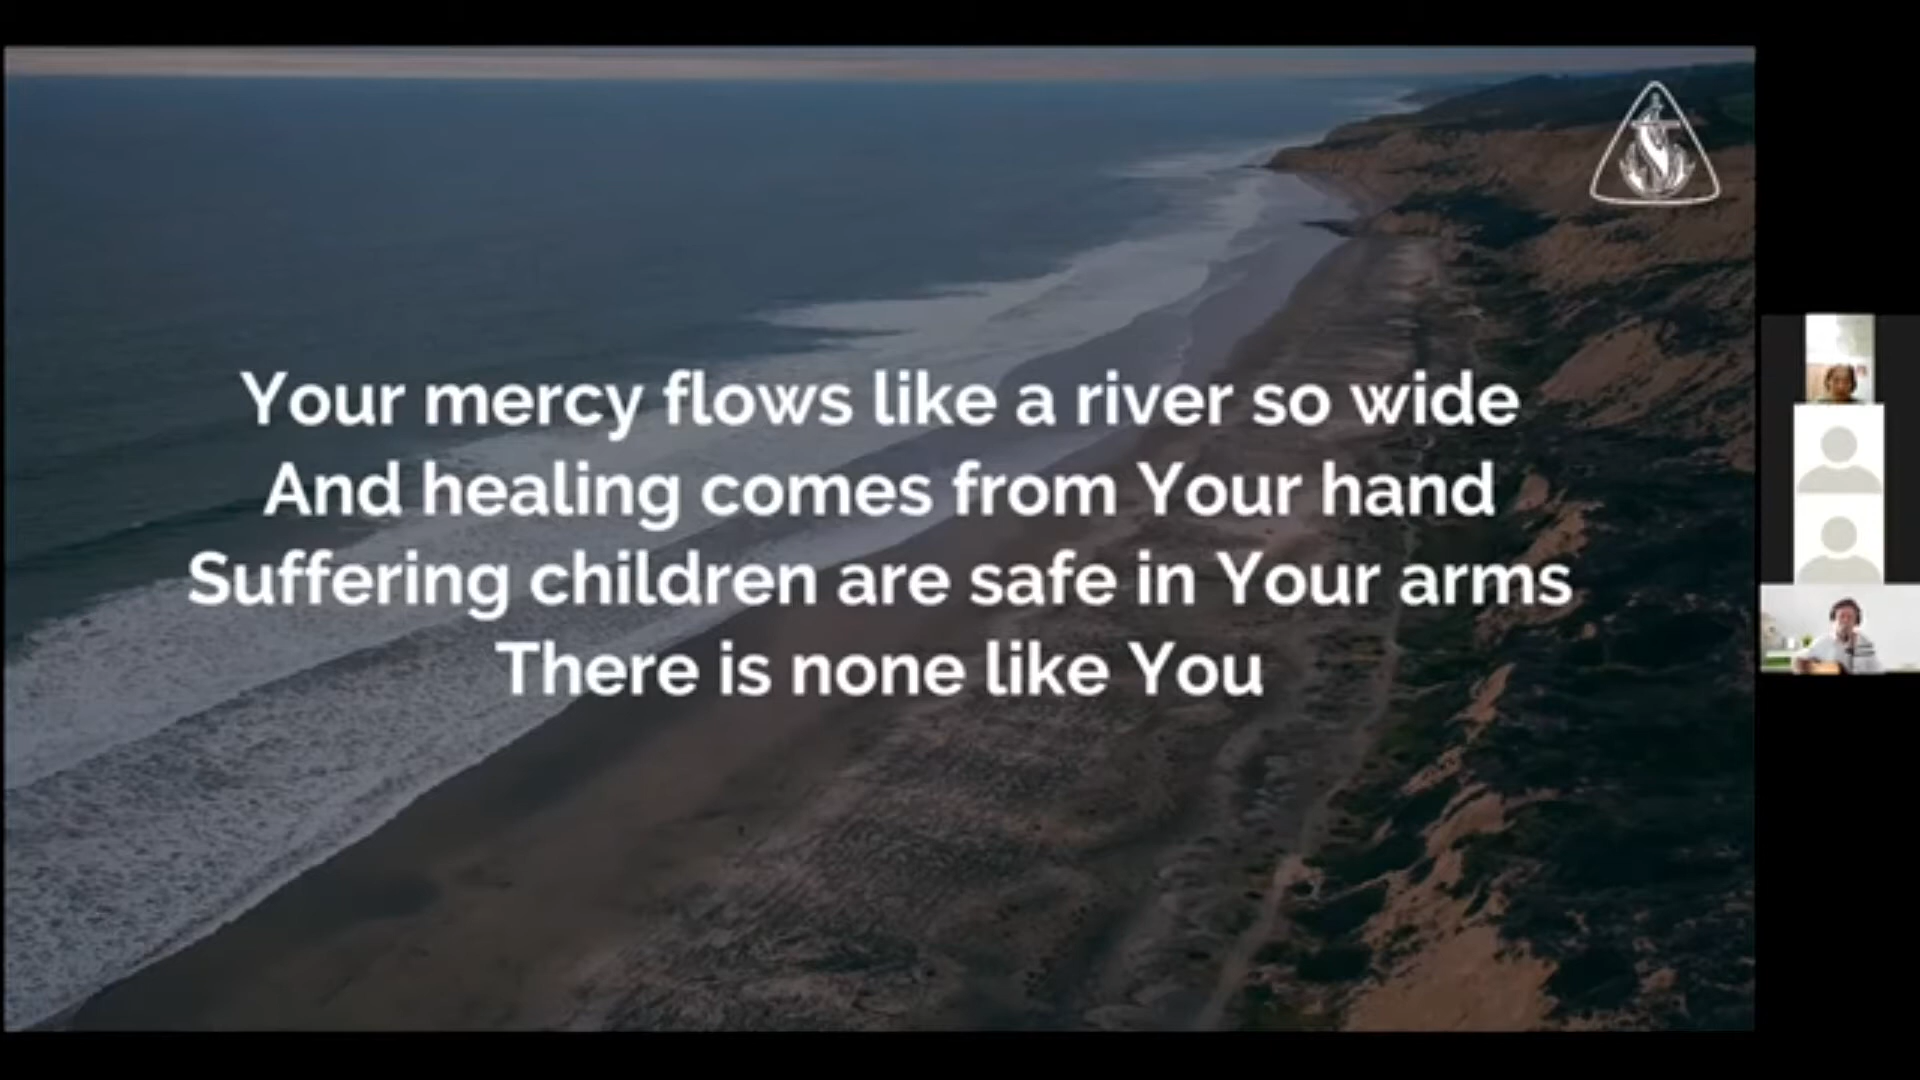 Your mercy flows like a river so wide
And healing comes from Your hand
Suffering children are safe in Your arms
There is none like You